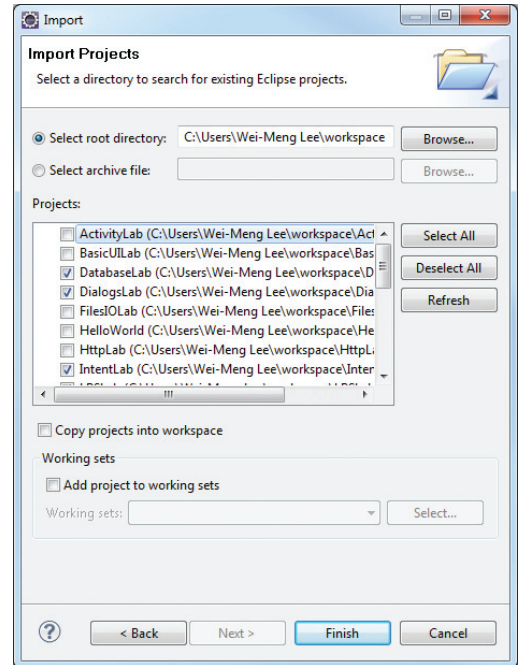 Import
Import Projects
Select a directory to search for existing Eclipse projects.
Select root directory: C:\Users\Wei-Meng Lee\workspace Browse...
Select archive file: Browse...
Projects:
ActivityLab (C:\Users\Wei-Meng Lee\workspace\Act
BasicUILab (C:\Users\Wei-Meng Lee\workspace\Bas
DatabaseLab (C:\Users\Wei-Meng Lee\workspace\D
DialogsLab (C:\Users\Wei-Meng Lee\workspace\Dia
FilesIOLab (C:\Users\Wei-Meng Lee\workspace\Files
HelloWorld (C:\Users\Wei-Meng Lee\workspace\He
HttpLab (C:\Users\Wei-Meng Lee\workspace\HttpLa
IntentLab (C:\Users\Wei-Meng Lee\workspace\Inten
Select All
Deselect All
Refresh
Copy projects into workspace
Working sets
Add project to working sets
Working sets: Select...
< Back Next > Finish Cancel